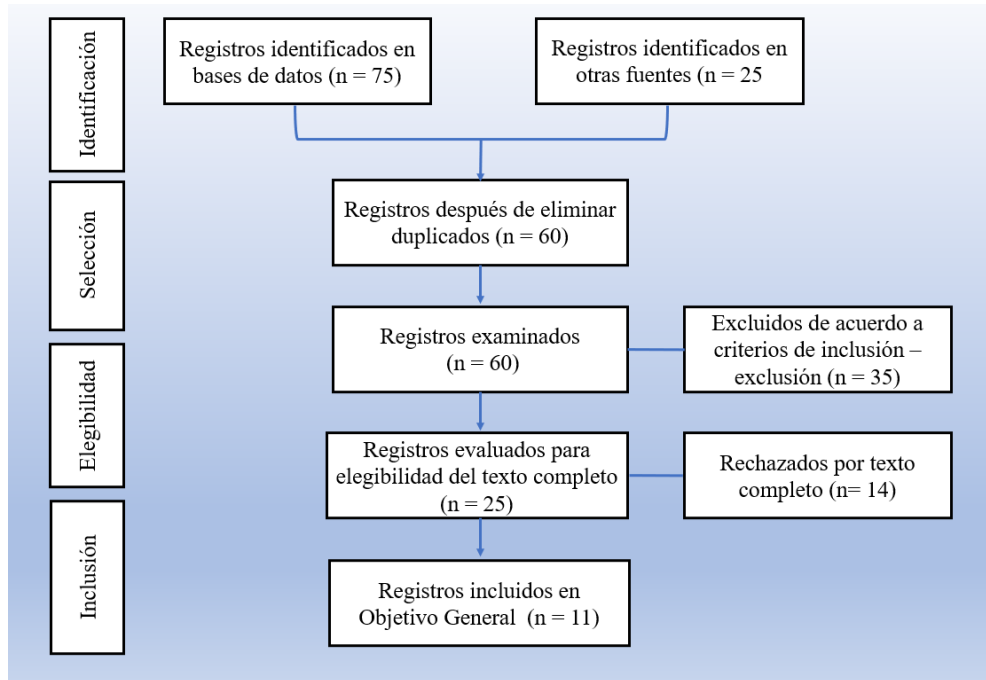 Identificación
Registros identificados en
bases de datos (n = 75)
Registros identificados en
otras fuentes (n = 25
Selección
Registros después de eliminar
duplicados (n = 60)
Registros examinados
(n = 60)
Excluidos de acuerdo a
criterios de inclusión –
exclusión (n = 35)
Elegibilidad
Registros evaluados para
elegibilidad del texto completo
(n = 25)
Rechazados por texto
completo (n= 14)
Inclusión
Registros incluidos en
Objetivo General (n = 11)